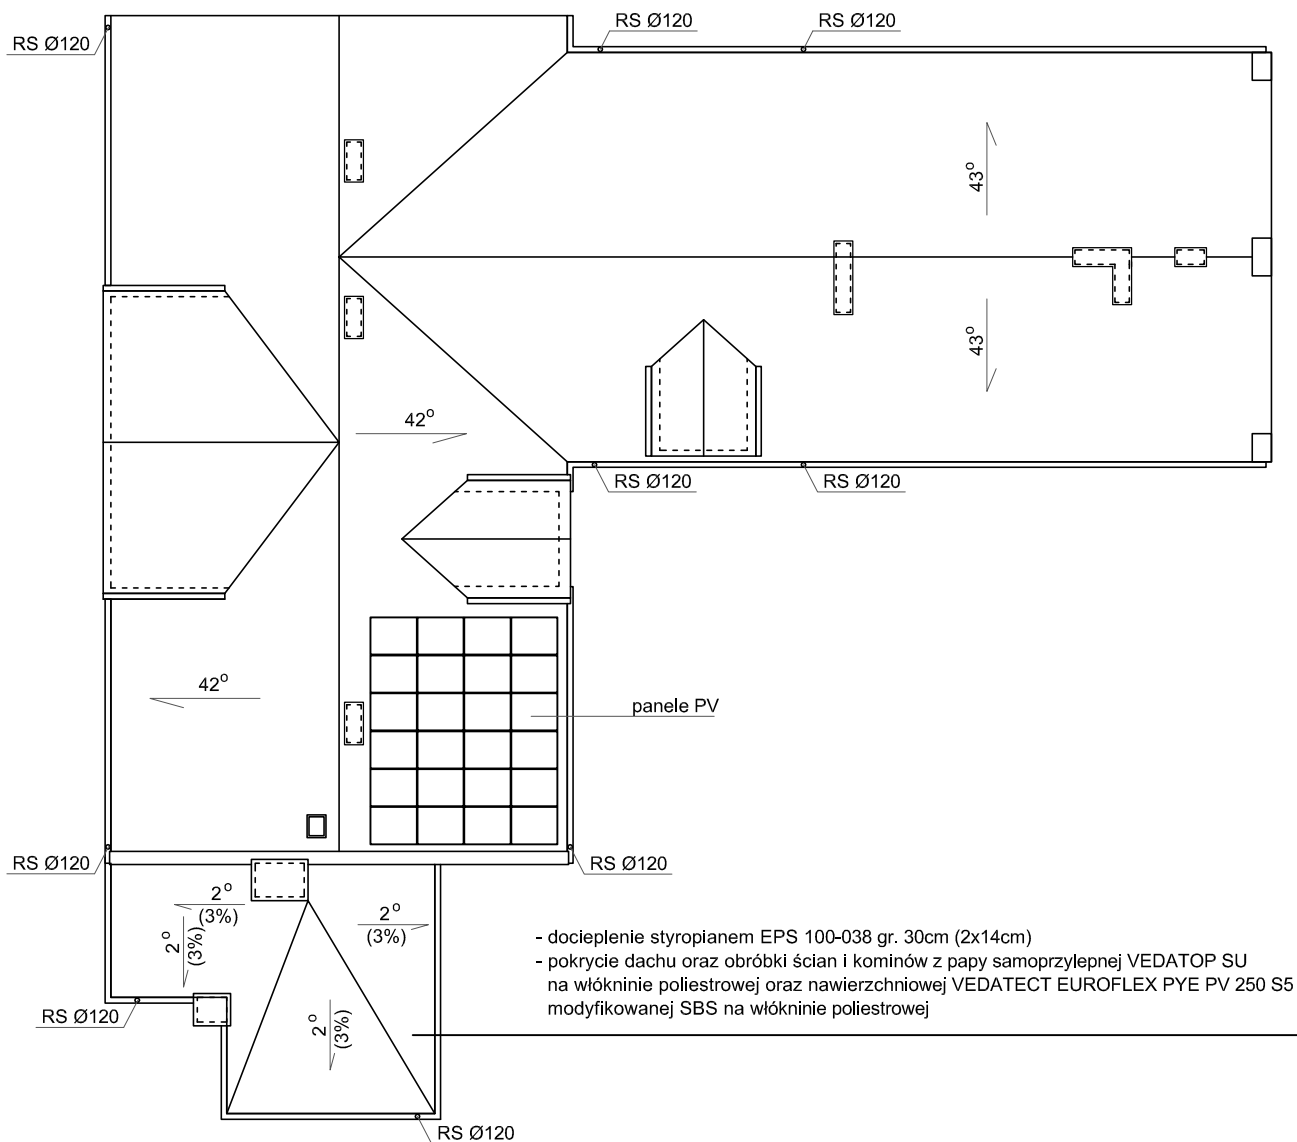 RS Ø120
RS Ø120
RS Ø120
43°
43°
42°
RS Ø120
RS Ø120
42°
panele PV
RS Ø120
RS Ø120
2°
(3%)
2°
(3%)
2°
(3%)
- docieplenie styropianem EPS 100-038 gr. 30cm (2x14cm)
- pokrycie dachu oraz obróbki ścian i kominów z papy samoprzylepnej VEDATOP SU
na włókninie poliestrowej oraz nawierzchniowej VEDATECT EUROFLEX PYE PV 250 S5
modyfikowanej SBS na włókninie poliestrowej
RS Ø120
2°
(3%)
RS Ø120